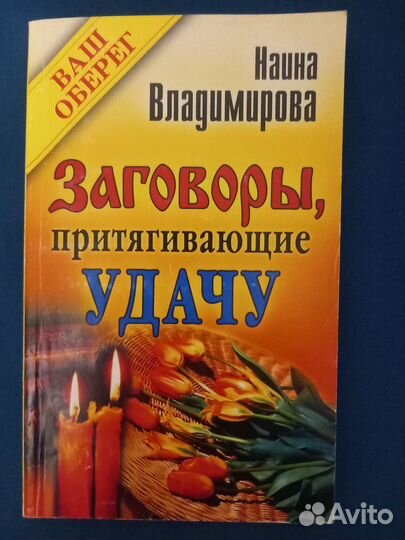 ВАШ
ОБЕРЕГ
Наина
Владимирова
Заговоры,
притягивающие
УДАЧУ
Avito